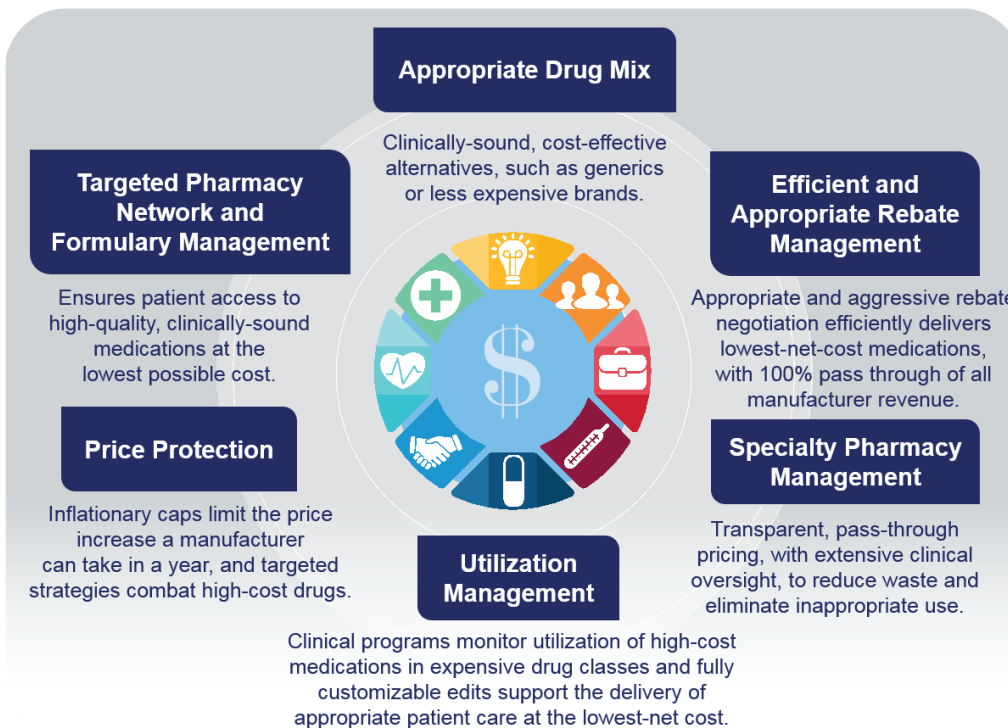 Appropriate Drug Mix
Clinically-sound, cost-effective
alternatives, such as generics
or less expensive brands.
Targeted Pharmacy
Network and
Formulary Management
Ensures patient access to
high-quality, clinically-sound
medications at the
lowest possible cost.
Efficient and
Appropriate Rebate
Management
Appropriate and aggressive rebate
negotiation efficiently delivers
lowest-net-cost medications,
with 100% pass through of all
manufacturer revenue.
$
Price Protection
Inflationary caps limit the price
increase a manufacturer
can take in a year, and targeted
strategies combat high-cost drugs.
Specialty Pharmacy
Management
Transparent, pass-through
pricing, with extensive clinical
oversight, to reduce waste and
eliminate inappropriate use.
Utilization
Management
Clinical programs monitor utilization of high-cost
medications in expensive drug classes and fully
customizable edits support the delivery of
appropriate patient care at the lowest-net cost.